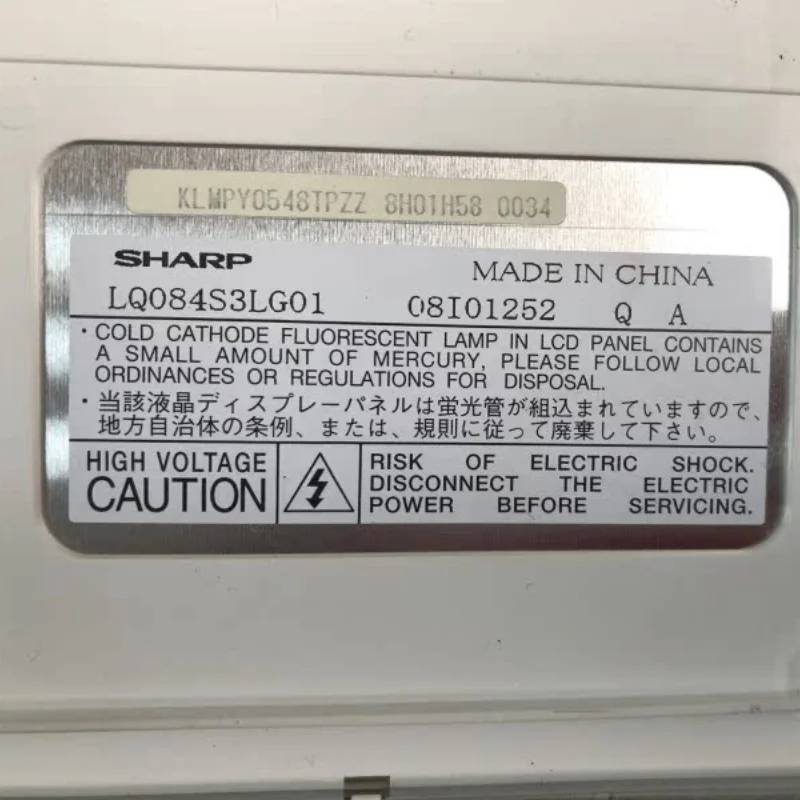 KLMPY0548TPZZ 8H01H58 0034
SHARP
MADE IN CHINA
LQ084S3LG01 08I01252 Q A
・COLD CATHODE FLUORESCENT LAMP IN LCD PANEL CONTAINS
A SMALL AMOUNT OF MERCURY, PLEASE FOLLOW LOCAL
ORDINANCES OR REGULATIONS FOR DISPOSAL.
・当該液晶ディスプレーパネルは蛍光管が組込まれていますので、
地方自治体の条例、または、規則に従って廃棄して下さい。
HIGH VOLTAGE
CAUTION
RISK OF ELECTRIC SHOCK.
DISCONNECT THE ELECTRIC
POWER BEFORE SERVICING.